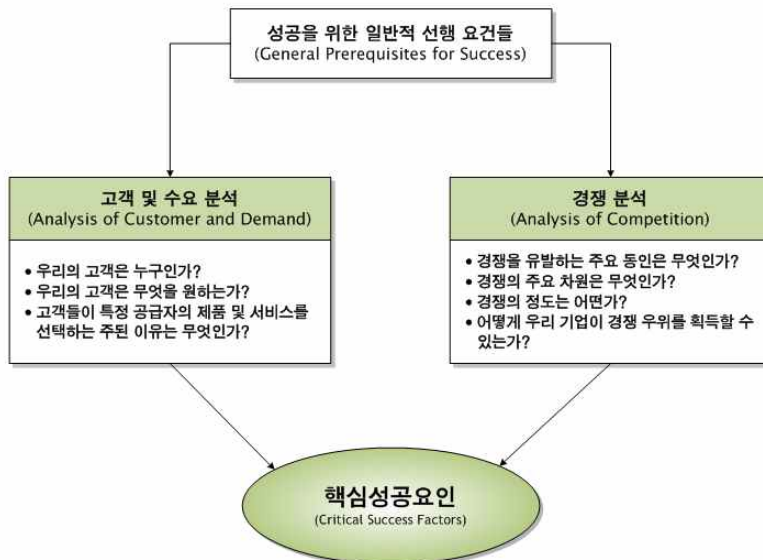 성공을 위한 일반적 선행 요건들
(General Prerequisites for Success)
고객 및 수요 분석
(Analysis of Customer and Demand)
• 우리의 고객은 누구인가?
• 우리의 고객은 무엇을 원하는가?
• 고객들이 특정 공급자의 제품 및 서비스를
선택하는 주된 이유는 무엇인가?
경쟁 분석
(Analysis of Competition)
• 경쟁을 유발하는 주요 동인은 무엇인가?
• 경쟁의 주요 차원은 무엇인가?
• 경쟁의 정도는 어떤가?
• 어떻게 우리 기업이 경쟁 우위를 획득할 수
있는가?
핵심성공요인
(Critical Success Factors)